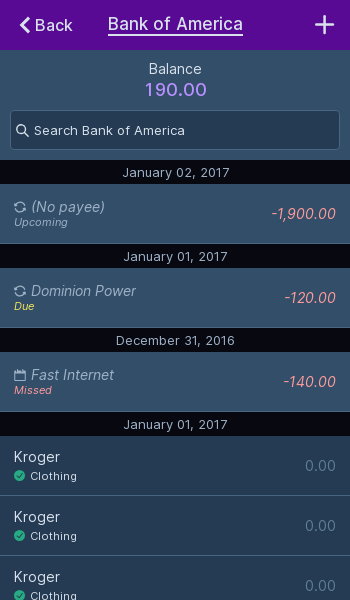 Back
Bank of America
Balance
190.00
Search Bank of America
January 02, 2017
(No payee)
-1,900.00
Upcoming
January 01, 2017
Dominion Power
-120.00
Due
December 31, 2016
Fast Internet
-140.00
Missed
January 01, 2017
Kroger
0.00
Clothing
Kroger
0.00
Clothing
Kroger
0.00
Clothing